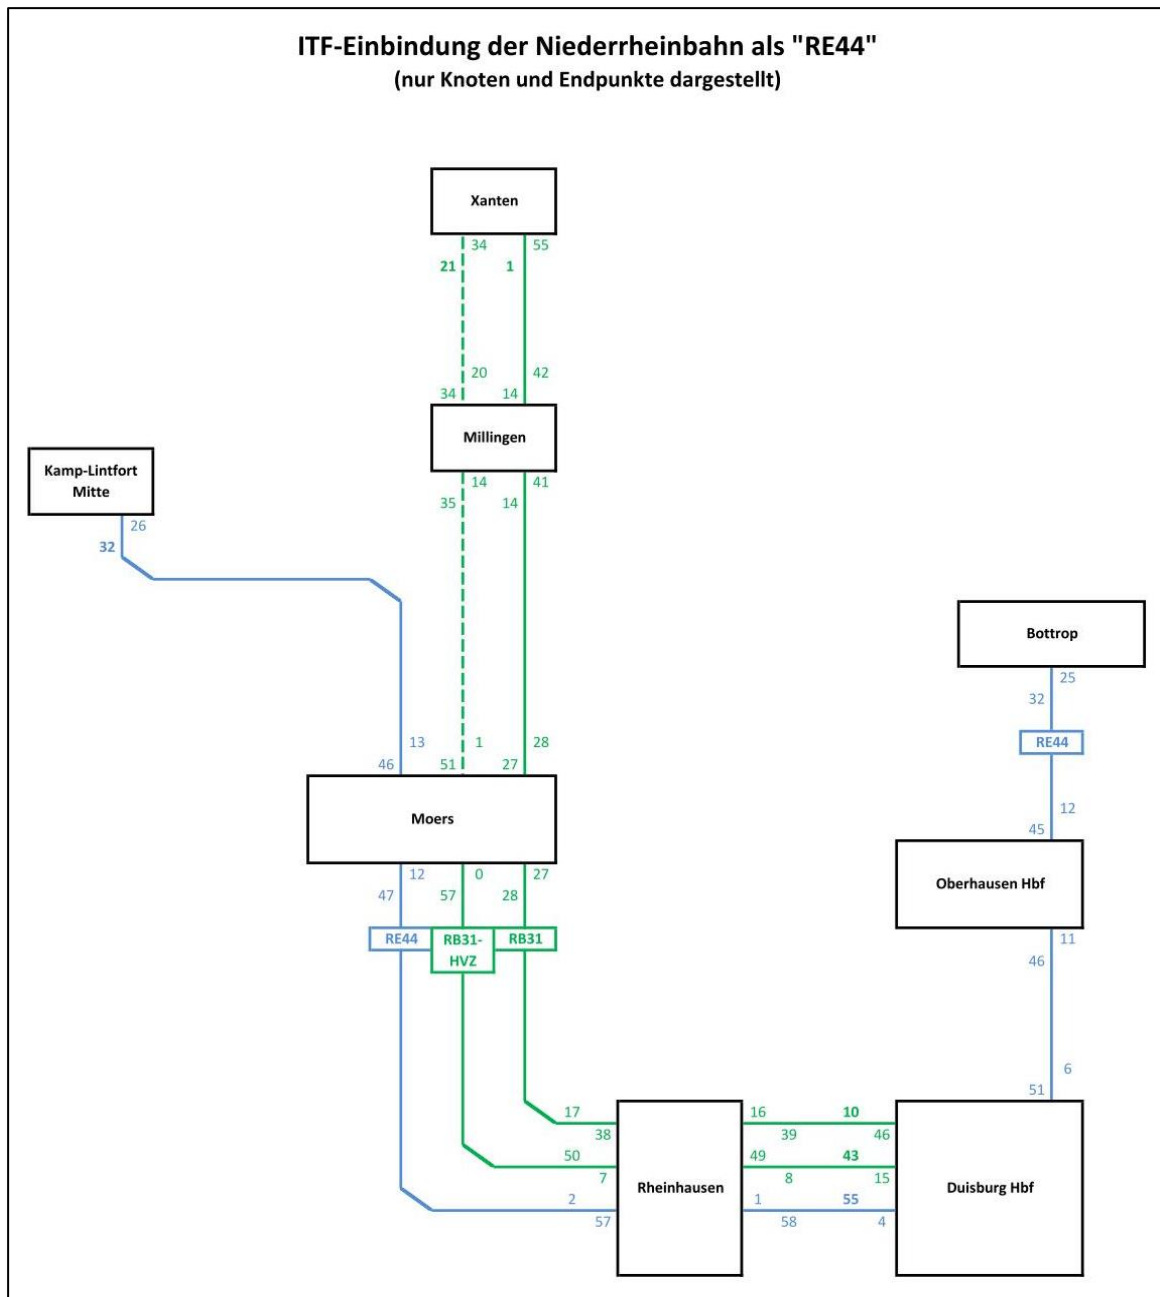 ITF-Einbindung der Niederrheinbahn als "RE44"
(nur Knoten und Endpunkte dargestellt)
Xanten
34 55
21 1
20 42
34 14
Millingen
14 41
35 14
Kamp-Lintfort
Mitte
26
32
Bottrop
25
32
RE44
13 1 28
46 51 27
Moers
12 0 27
47 57 28
RE44
RB31-
HVZ
RB31
12
45
Oberhausen Hbf
11
46
6
51
17 16 10
38 39 46
50 49 43
7 8 15
Rheinhausen
Duisburg Hbf
2 1 55
57 58 4